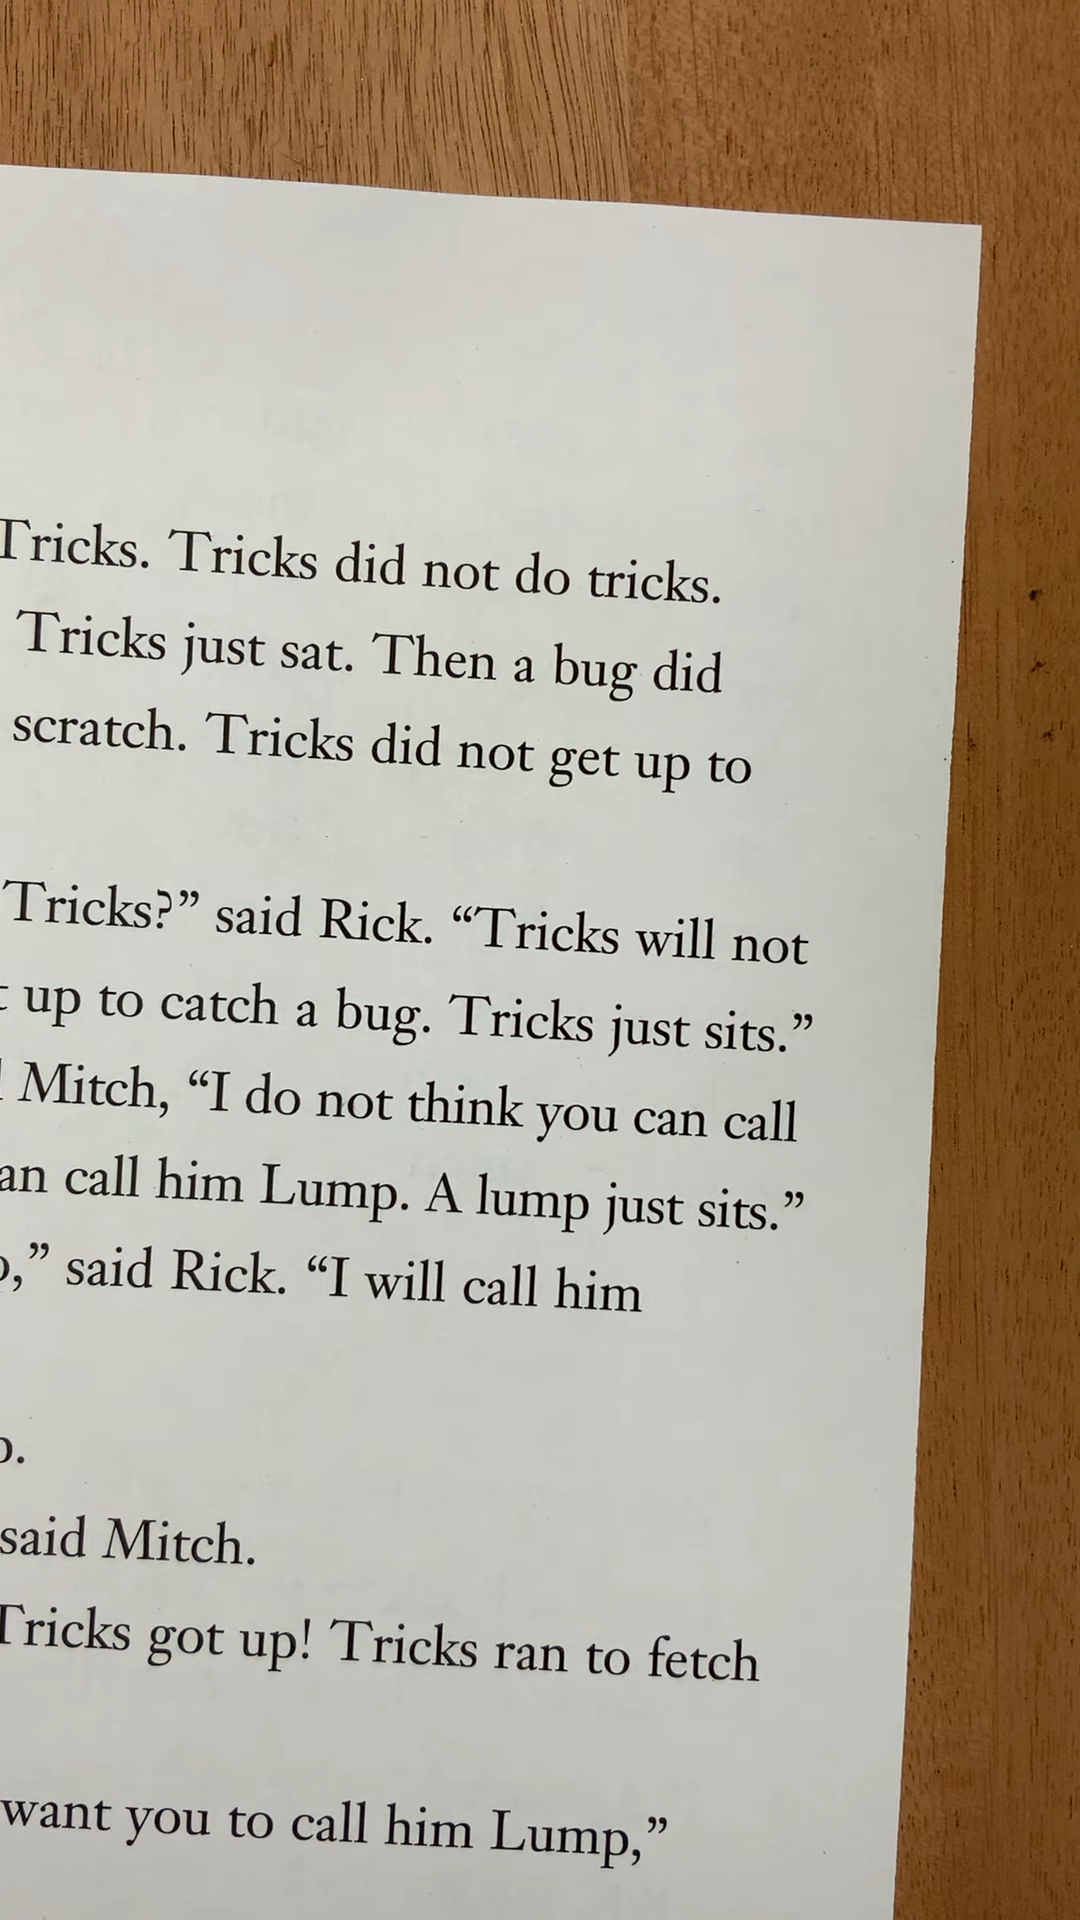 Tricks. Tricks did not do tricks.
Tricks just sat. Then a bug did
scratch. Tricks did not get up to
Tricks?” said Rick. “Tricks will not
up to catch a bug. Tricks just sits.”
Mitch, “I do not think you can call
an call him Lump. A lump just sits.”
,” said Rick. “I will call him
.
said Mitch.
Tricks got up! Tricks ran to fetch
want you to call him Lump,”